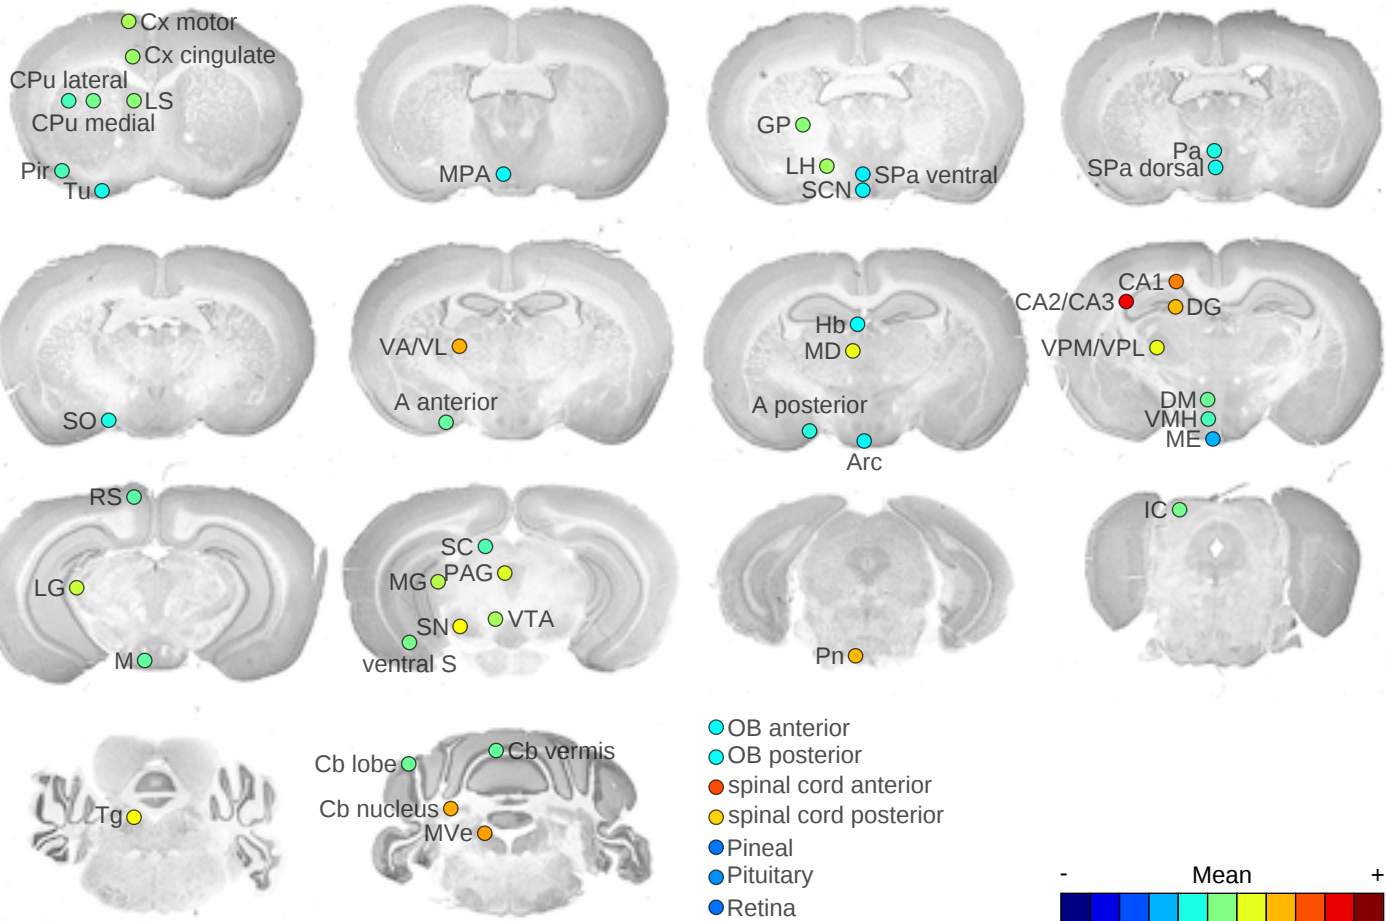 Cx motor
Cx cingulate
CPu lateral
LS
CPu medial
Pir
Tu
MPA
GP
LH
SPa ventral
SCN
Pa
SPa dorsal
SO
VA/VL
A anterior
Hb
MD
A posterior
Arc
CA1
CA2/CA3
DG
VPM/VPL
DM
VMH
ME
RS
LG
M
SC
PAG
MG
SN
VTA
ventral S
Pn
IC
Tg
Cb lobe
Cb vermis
Cb nucleus
MVe
OB anterior
OB posterior
spinal cord anterior
spinal cord posterior
Pineal
Pituitary
Retina
- Mean +